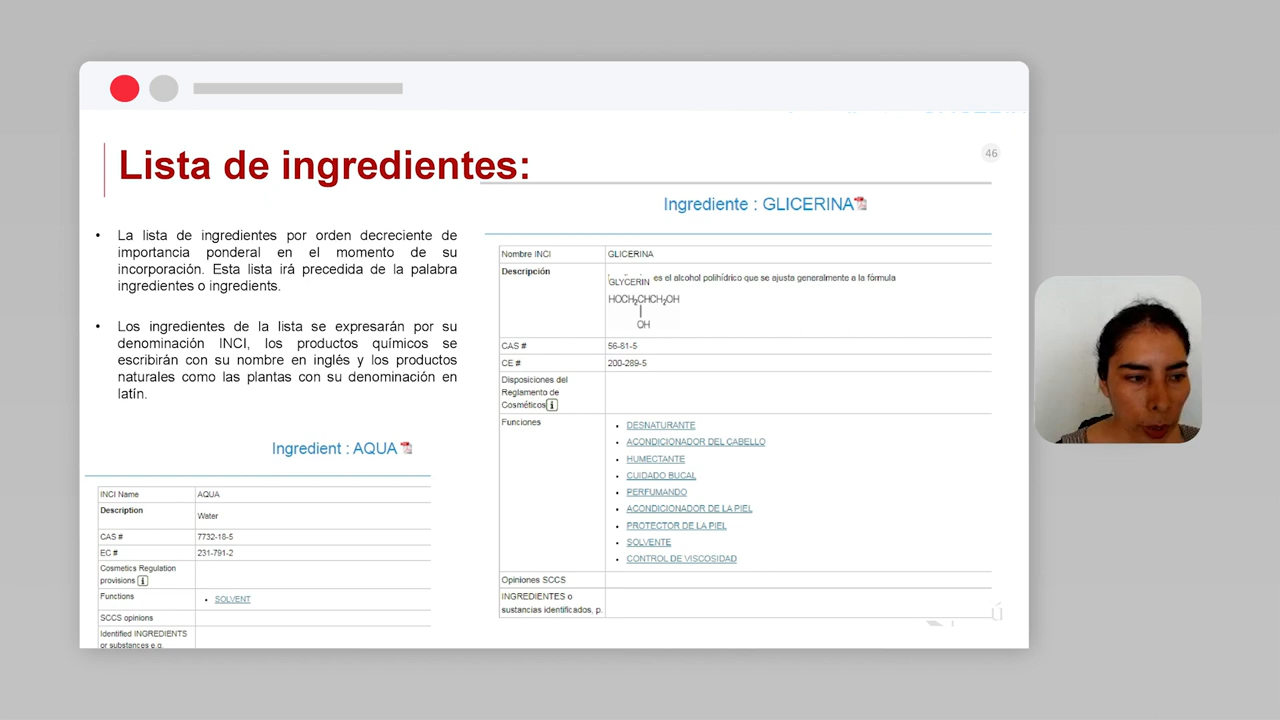 Lista de ingredientes:
46
• La lista de ingredientes por orden decreciente de
importancia ponderal en el momento de su
incorporación. Esta lista irá precedida de la palabra
ingredientes o ingredients.
• Los ingredientes de la lista se expresarán por su
denominación INCI, los productos químicos se
escribirán con su nombre en inglés y los productos
naturales como las plantas con su denominación en
latín.
Ingredient : AQUA
INCI Name AQUA
Description Water
CAS # 7732-18-5
EC # 231-791-2
Cosmetics Regulation
provisions
Functions • SOLVENT
SCCS opinions
Identified INGREDIENTS
or substances e.g.
Ingrediente : GLICERINA
Nombre INCI GLICERINA
Descripción
GLYCERIN es el alcohol polihídrico que se ajusta generalmente a la fórmula
HOCH2CHCH2OH
OH
CAS # 56-81-5
CE # 200-289-5
Disposiciones del
Reglamento de
Cosméticos
Funciones
• DESNATURANTE
• ACONDICIONADOR DEL CABELLO
• HUMECTANTE
• CUIDADO BUCAL
• PERFUMANDO
• ACONDICIONADOR DE LA PIEL
• PROTECTOR DE LA PIEL
• SOLVENTE
• CONTROL DE VISCOSIDAD
Opiniones SCCS
INGREDIENTES o
sustancias identificados, p.